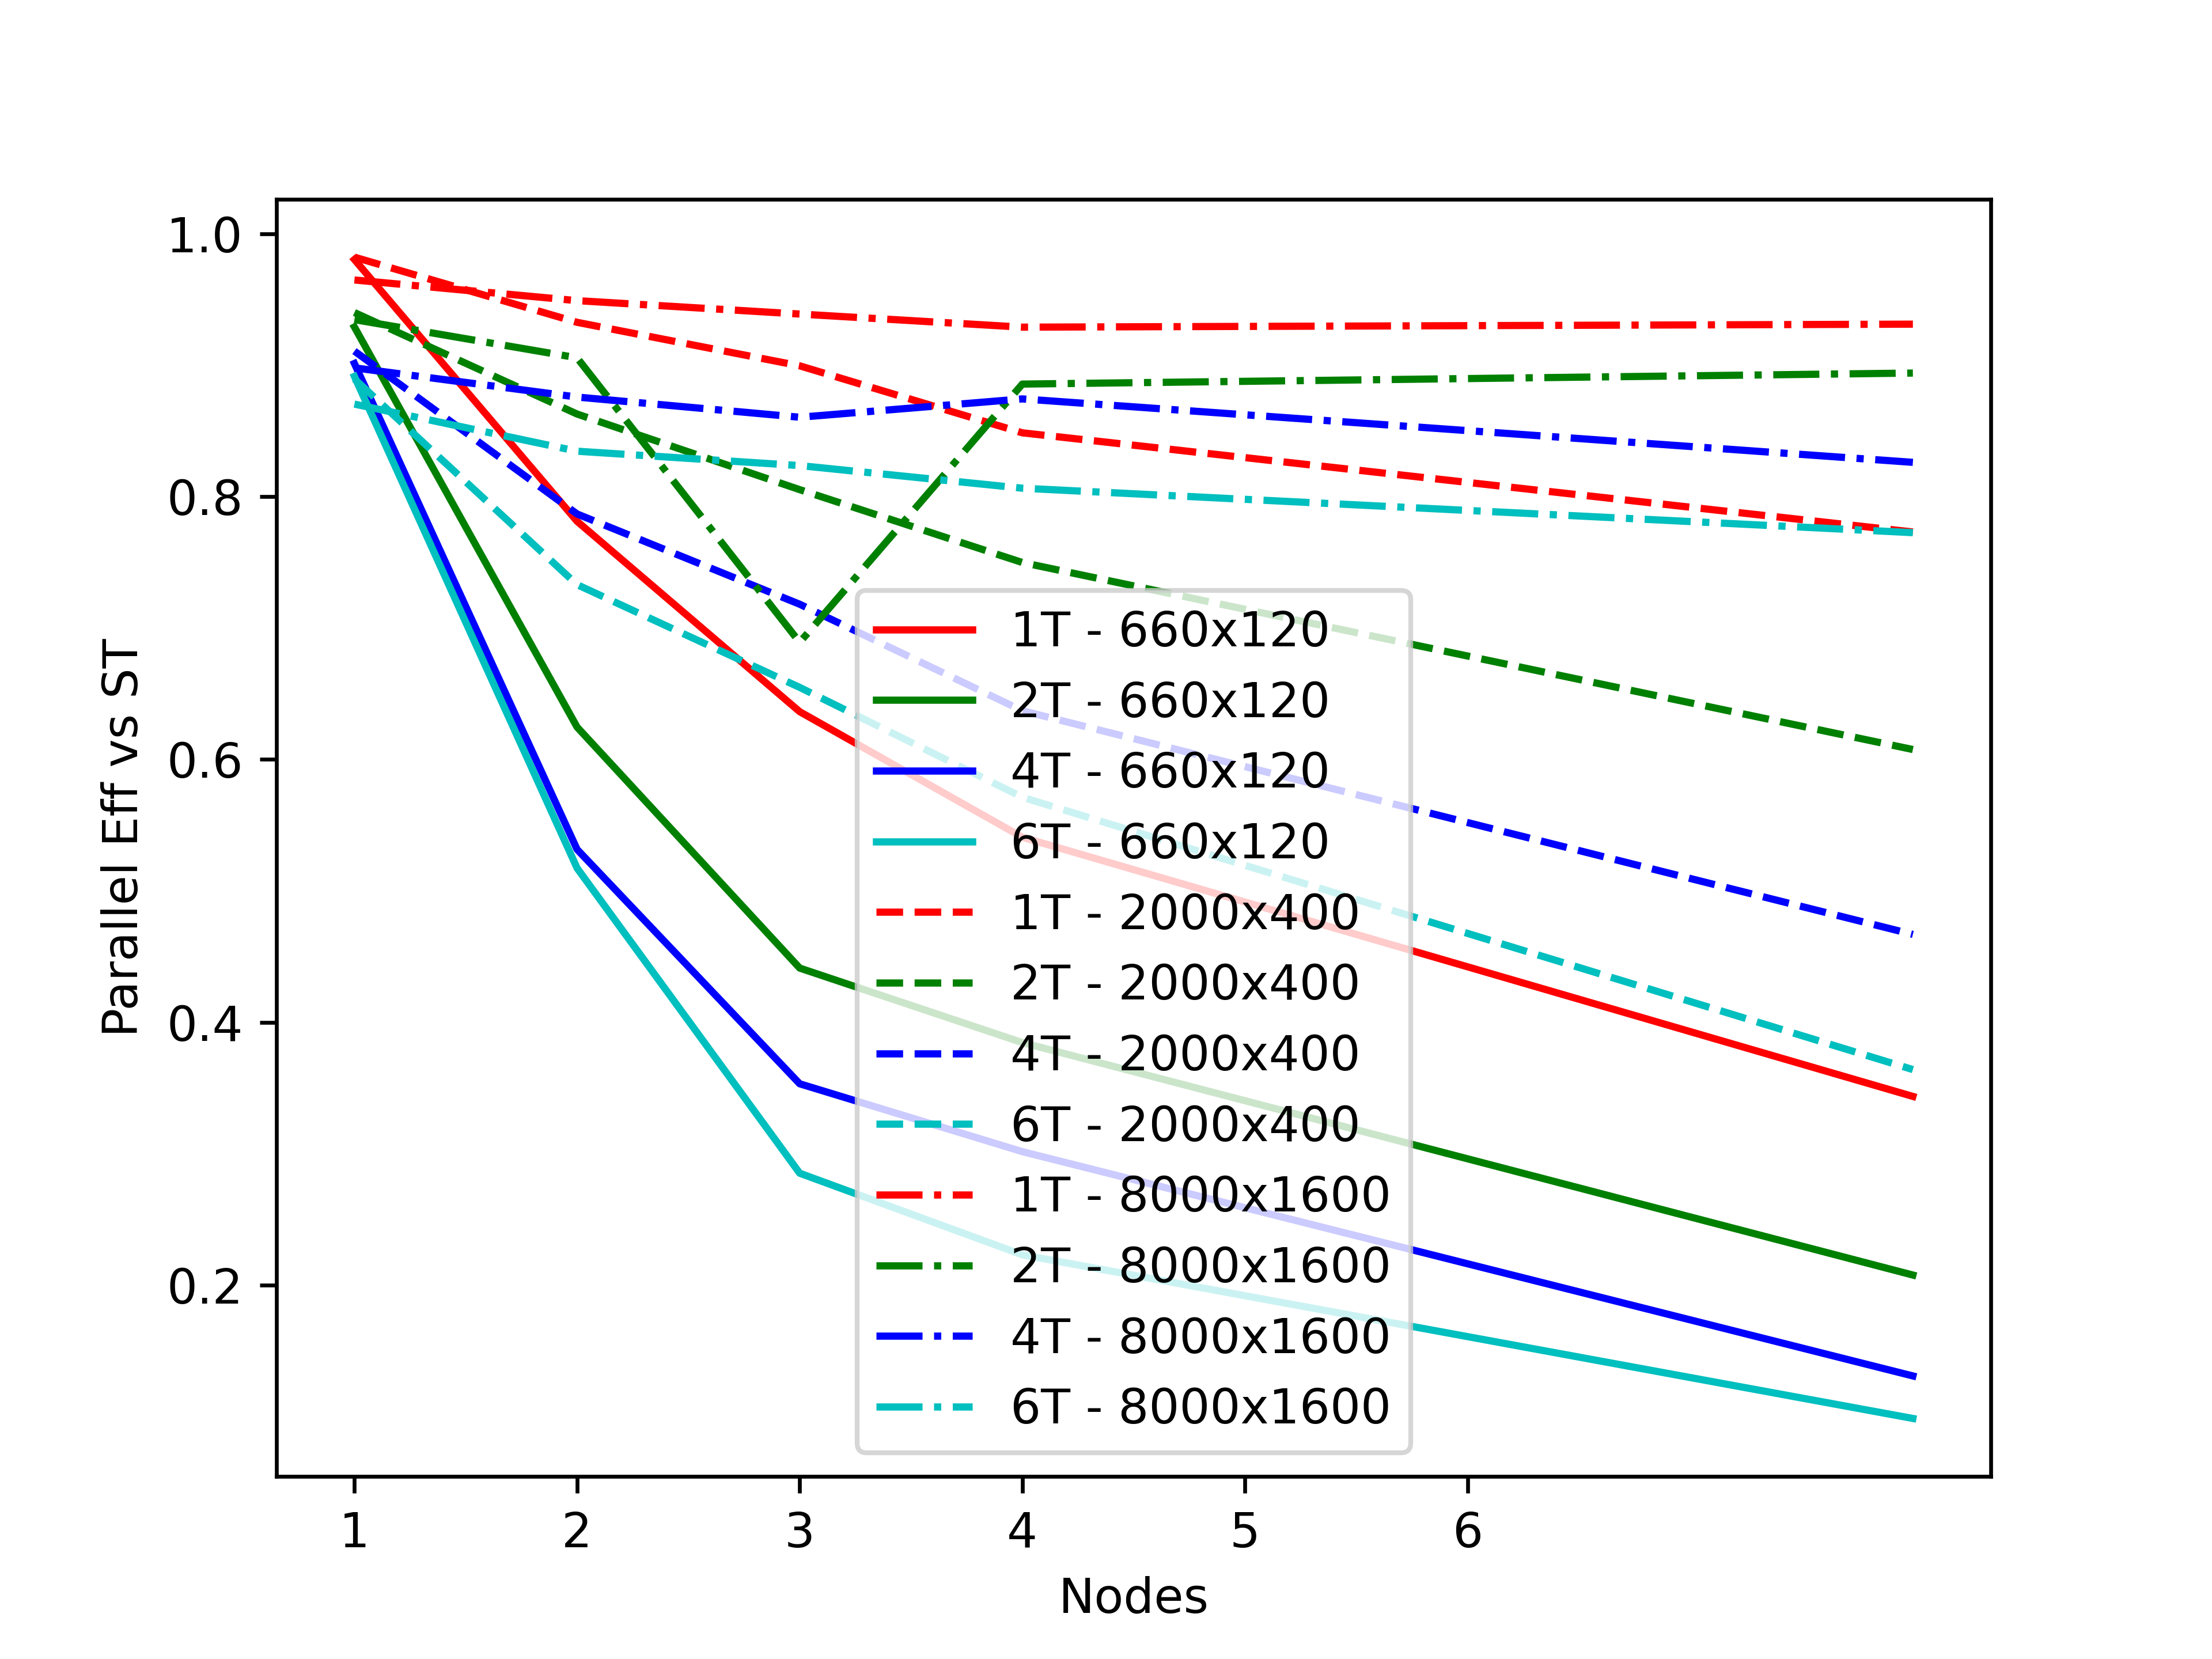 1.0
0.8
0.6
0.4
0.2
Parallel Eff vs ST
1T - 660x120
2T - 660x120
4T - 660x120
6T - 660x120
1T - 2000x400
2T - 2000x400
4T - 2000x400
6T - 2000x400
1T - 8000x1600
2T - 8000x1600
4T - 8000x1600
6T - 8000x1600
1 2 3 4 5 6
Nodes